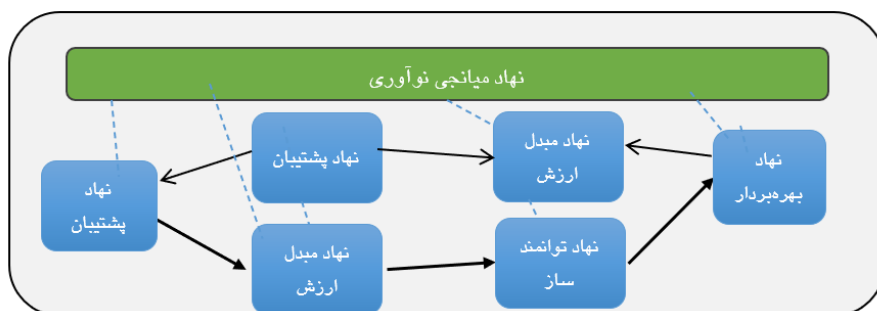 نهاد میانجی نوآوری
نهاد پشتیبان
نهاد مبدل
ارزش
نهاد
بهره‌بردار
نهاد
پشتیبان
نهاد مبدل
ارزش
نهاد توانمند
ساز